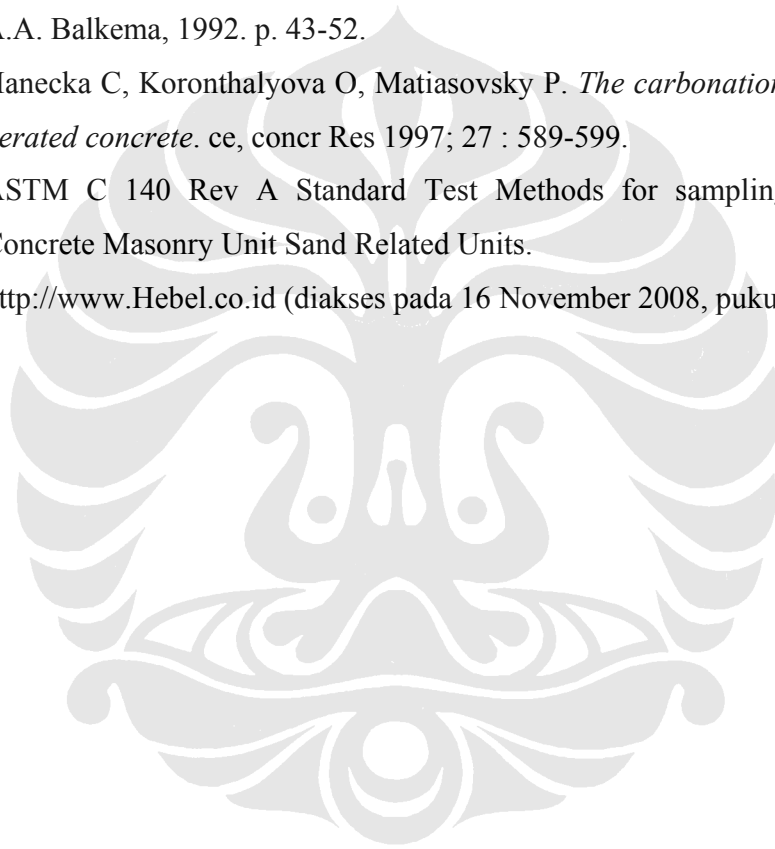 A.A. Balkema, 1992. p. 43-52.
Hanecka C, Koronthalyova O, Matiasovsky P. The carbonation
aerated concrete. ce, concr Res 1997; 27 : 589-599.
ASTM C 140 Rev A Standard Test Methods for sampling
Concrete Masonry Unit Sand Related Units.
http://www.Hebel.co.id (diakses pada 16 November 2008, puku